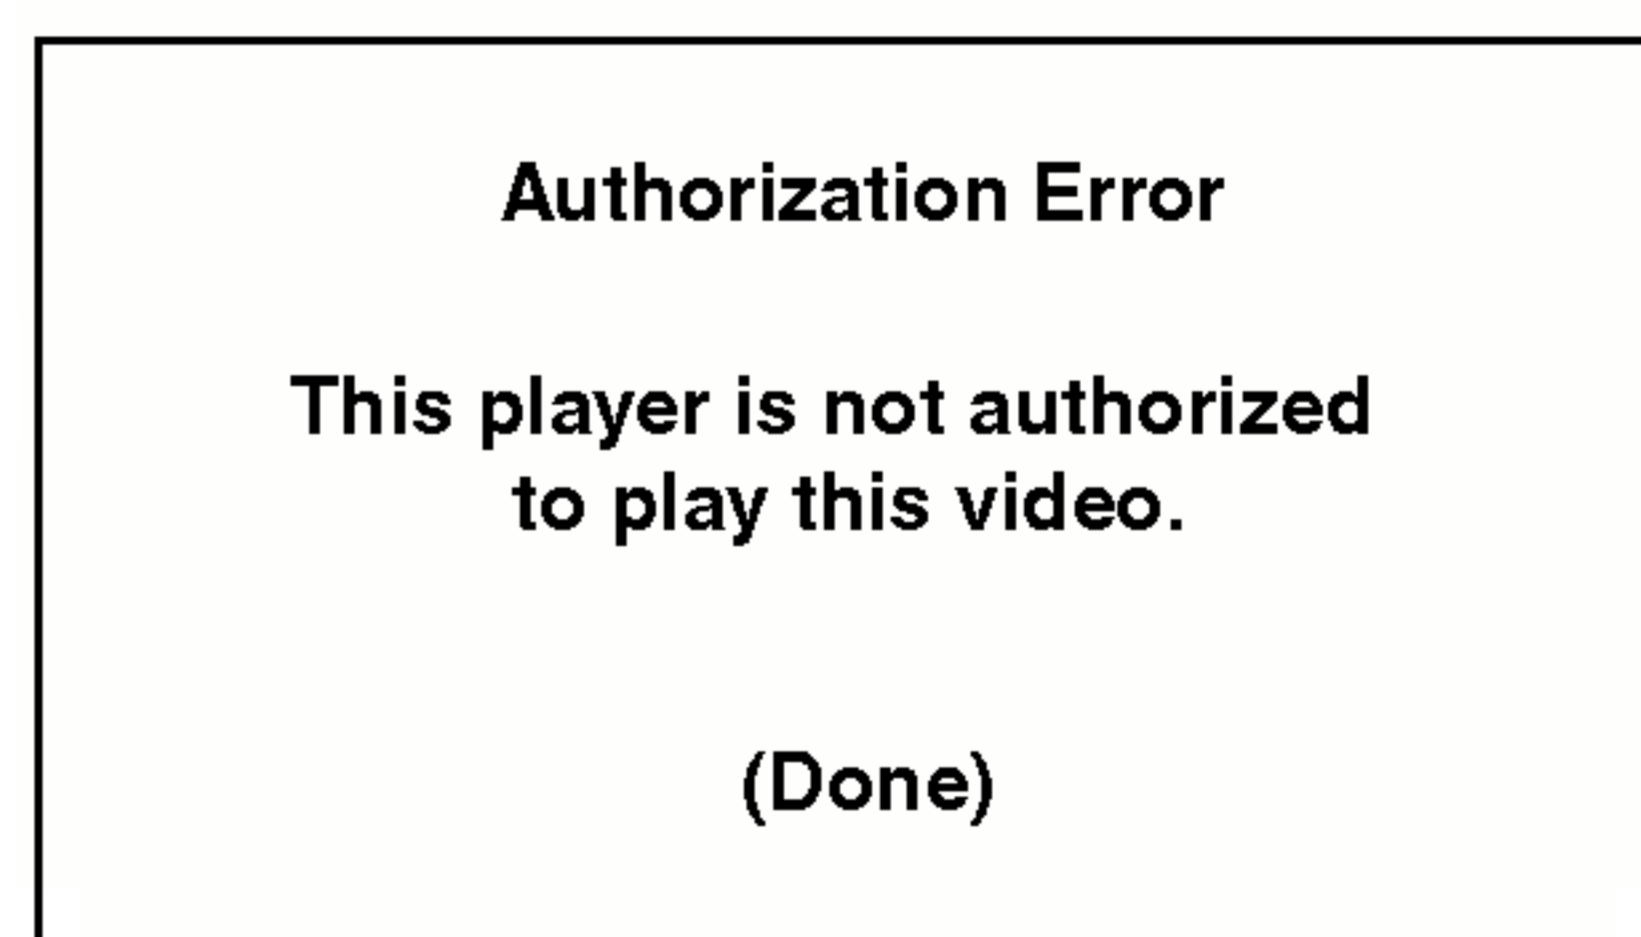 Authorization Error
This player is not authorized
to play this video.
(Done)